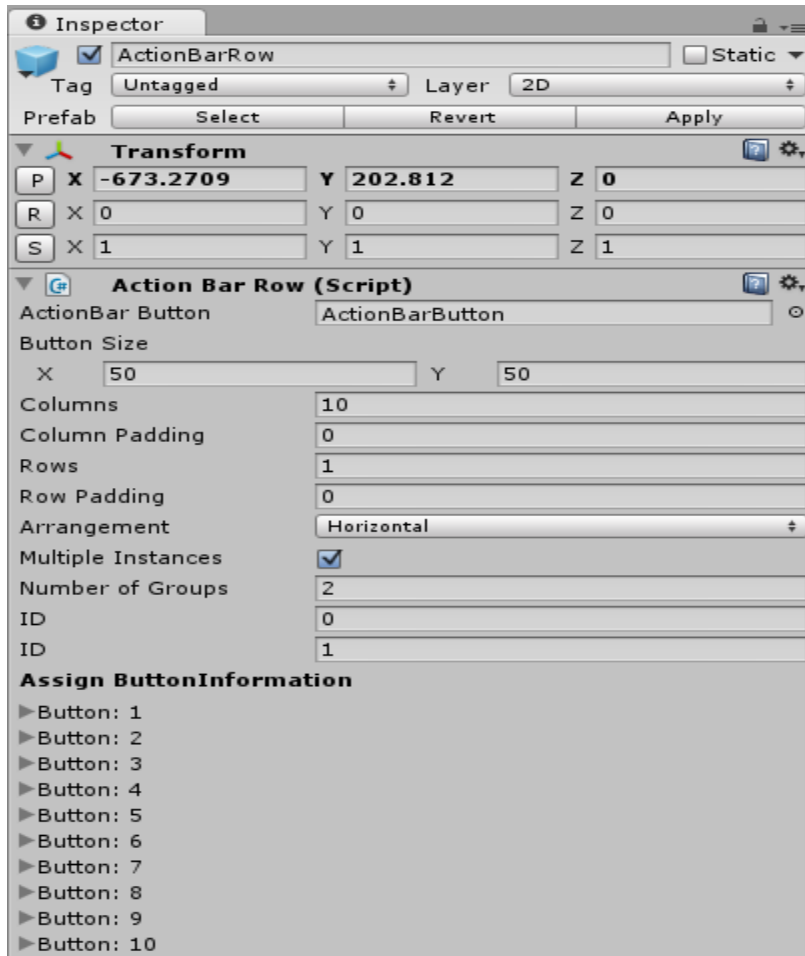 Inspector
ActionBarRow Static
Tag Untagged Layer 2D
Prefab Select Revert Apply
Transform
P X -673.2709 Y 202.812 Z 0
R X 0 Y 0 Z 0
S X 1 Y 1 Z 1
Action Bar Row (Script)
ActionBar Button ActionBarButton
Button Size
X 50 Y 50
Columns 10
Column Padding 0
Rows 1
Row Padding 0
Arrangement Horizontal
Multiple Instances
Number of Groups 2
ID 0
ID 1
Assign ButtonInformation
Button: 1
Button: 2
Button: 3
Button: 4
Button: 5
Button: 6
Button: 7
Button: 8
Button: 9
Button: 10